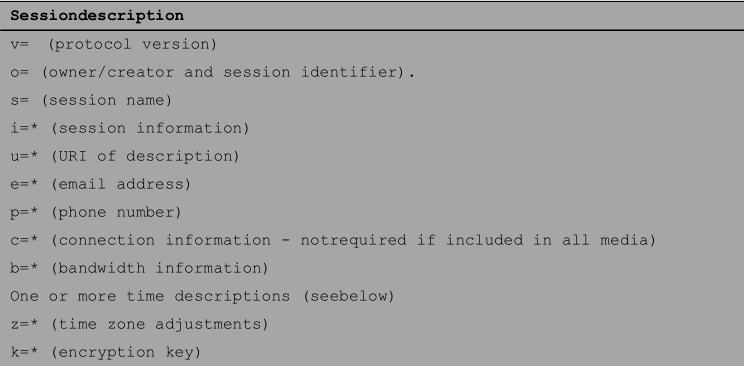 Sessiondescription
v=  (protocol version)
o= (owner/creator and session identifier).
s= (session name)
i=* (session information)
u=* (URI of description)
e=* (email address)
p=* (phone number)
c=* (connection information - notrequired if included in all media)
b=* (bandwidth information)
One or more time descriptions (seebelow)
z=* (time zone adjustments)
k=* (encryption key)